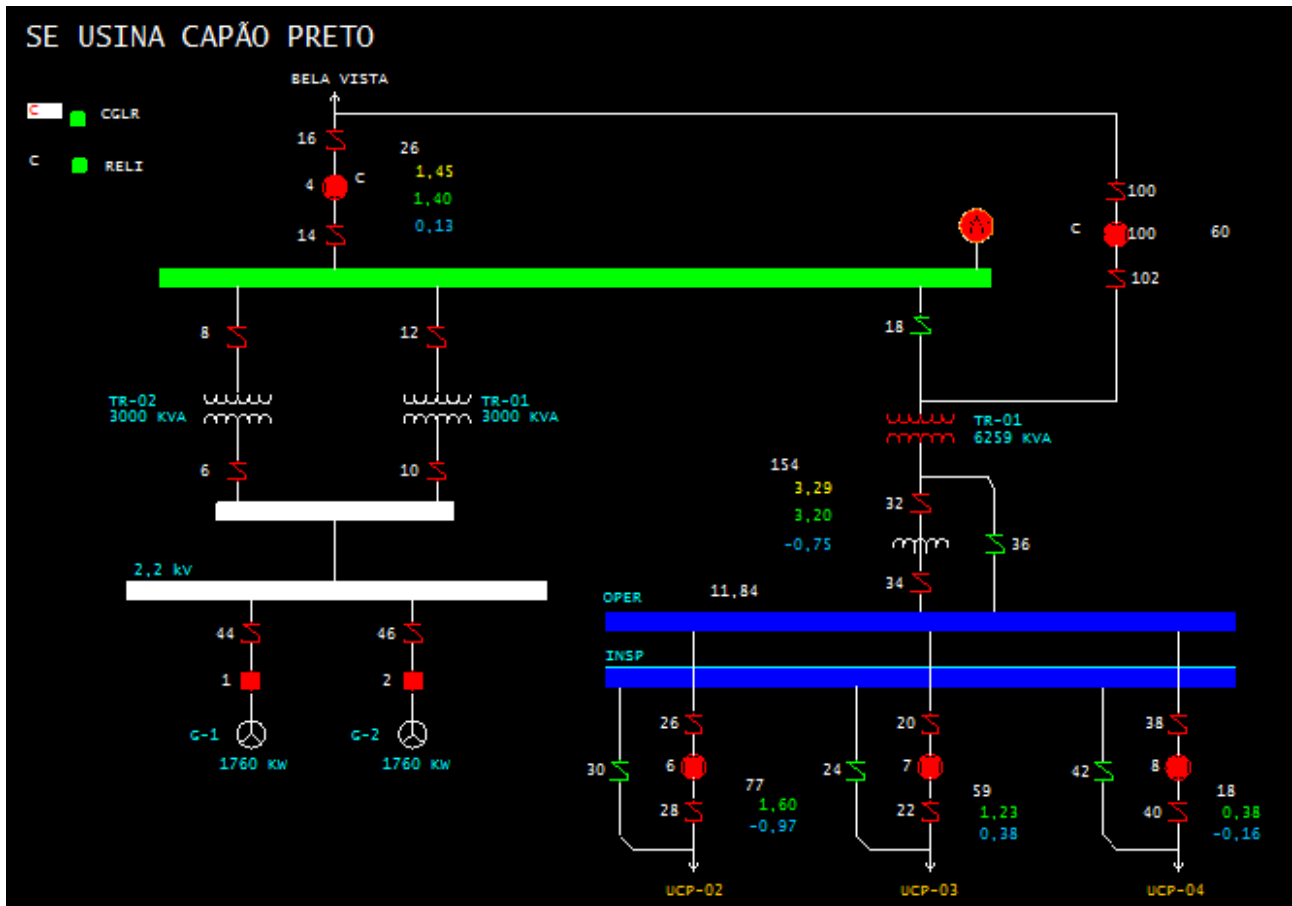 SE USINA CAPÃO PRETO
BELA VISTA
C CGLR
C RELI
16
26
1,45
4 C
1,40
0,13
14
100
C 100 60
102
8
12
18
TR-02
3000 KVA
TR-01
3000 KVA
TR-01
6259 KVA
6
10
154
3,29
3,20
-0,75
32
36
34
2,2 kV
OPER 11,84
INSP
44
46
1
2
G-1
1760 KW
G-2
1760 KW
26
20
38
30
6
24
7
42
8
28
77
1,60
-0,97
22
59
1,23
0,38
40
18
0,38
-0,16
UCP-02
UCP-03
UCP-04